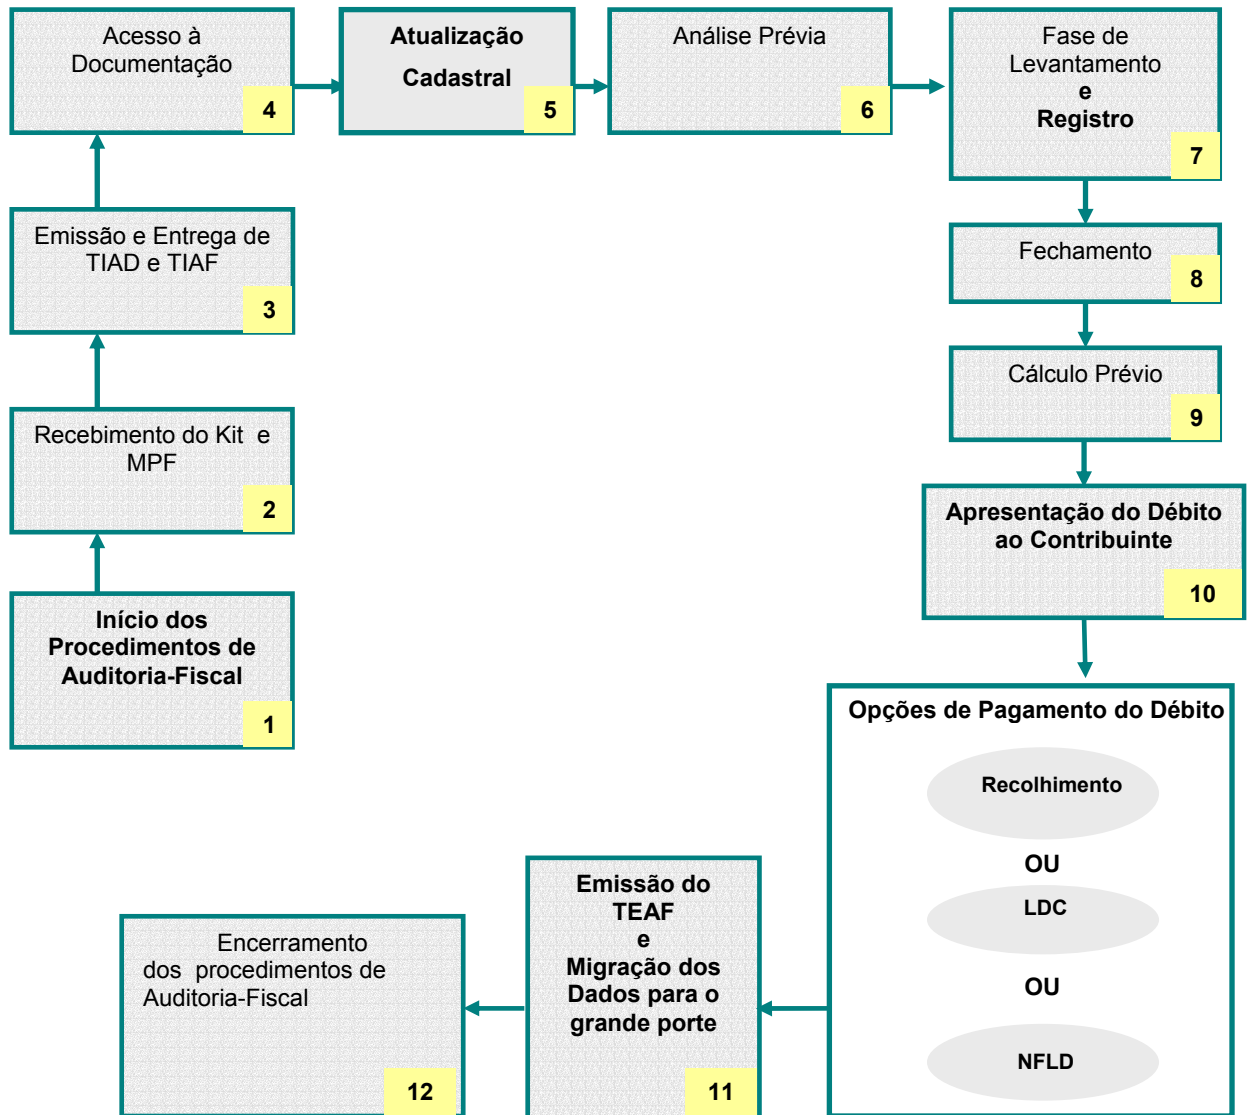 Início dos
Procedimentos de
Auditoria-Fiscal
1
Recebimento do Kit e
MPF
2
Emissão e Entrega de
TIAD e TIAF
3
Acesso à
Documentação
4
Atualização
Cadastral
5
Análise Prévia
6
Fase de
Levantamento
e
Registro
7
Fechamento
8
Cálculo Prévio
9
Apresentação do Débito
ao Contribuinte
10
Opções de Pagamento do Débito
Recolhimento
OU
LDC
OU
NFLD
Emissão do
TEAF
e
Migração dos
Dados para o
grande porte
11
Encerramento
dos procedimentos de
Auditoria-Fiscal
12